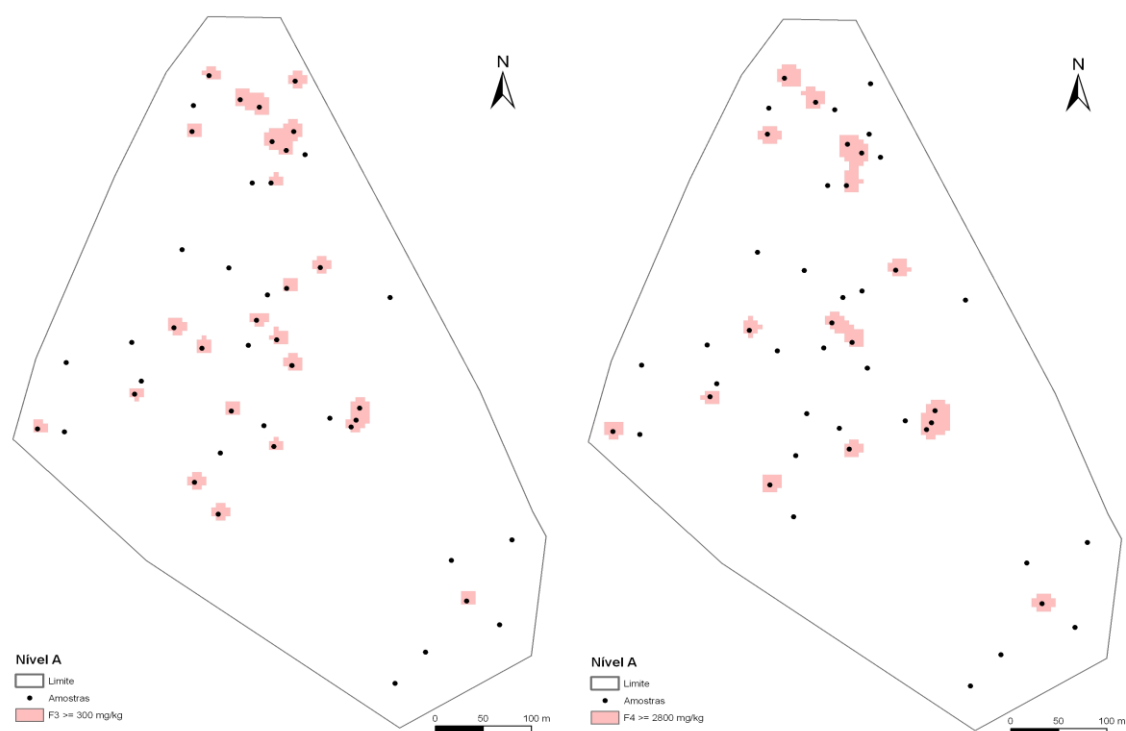 N
Nível A
Limite
Amostras
F3 >= 300 mg/kg
0 50 100 m
N
Nível A
Limite
Amostras
F4 >= 2800 mg/kg
0 50 100 m